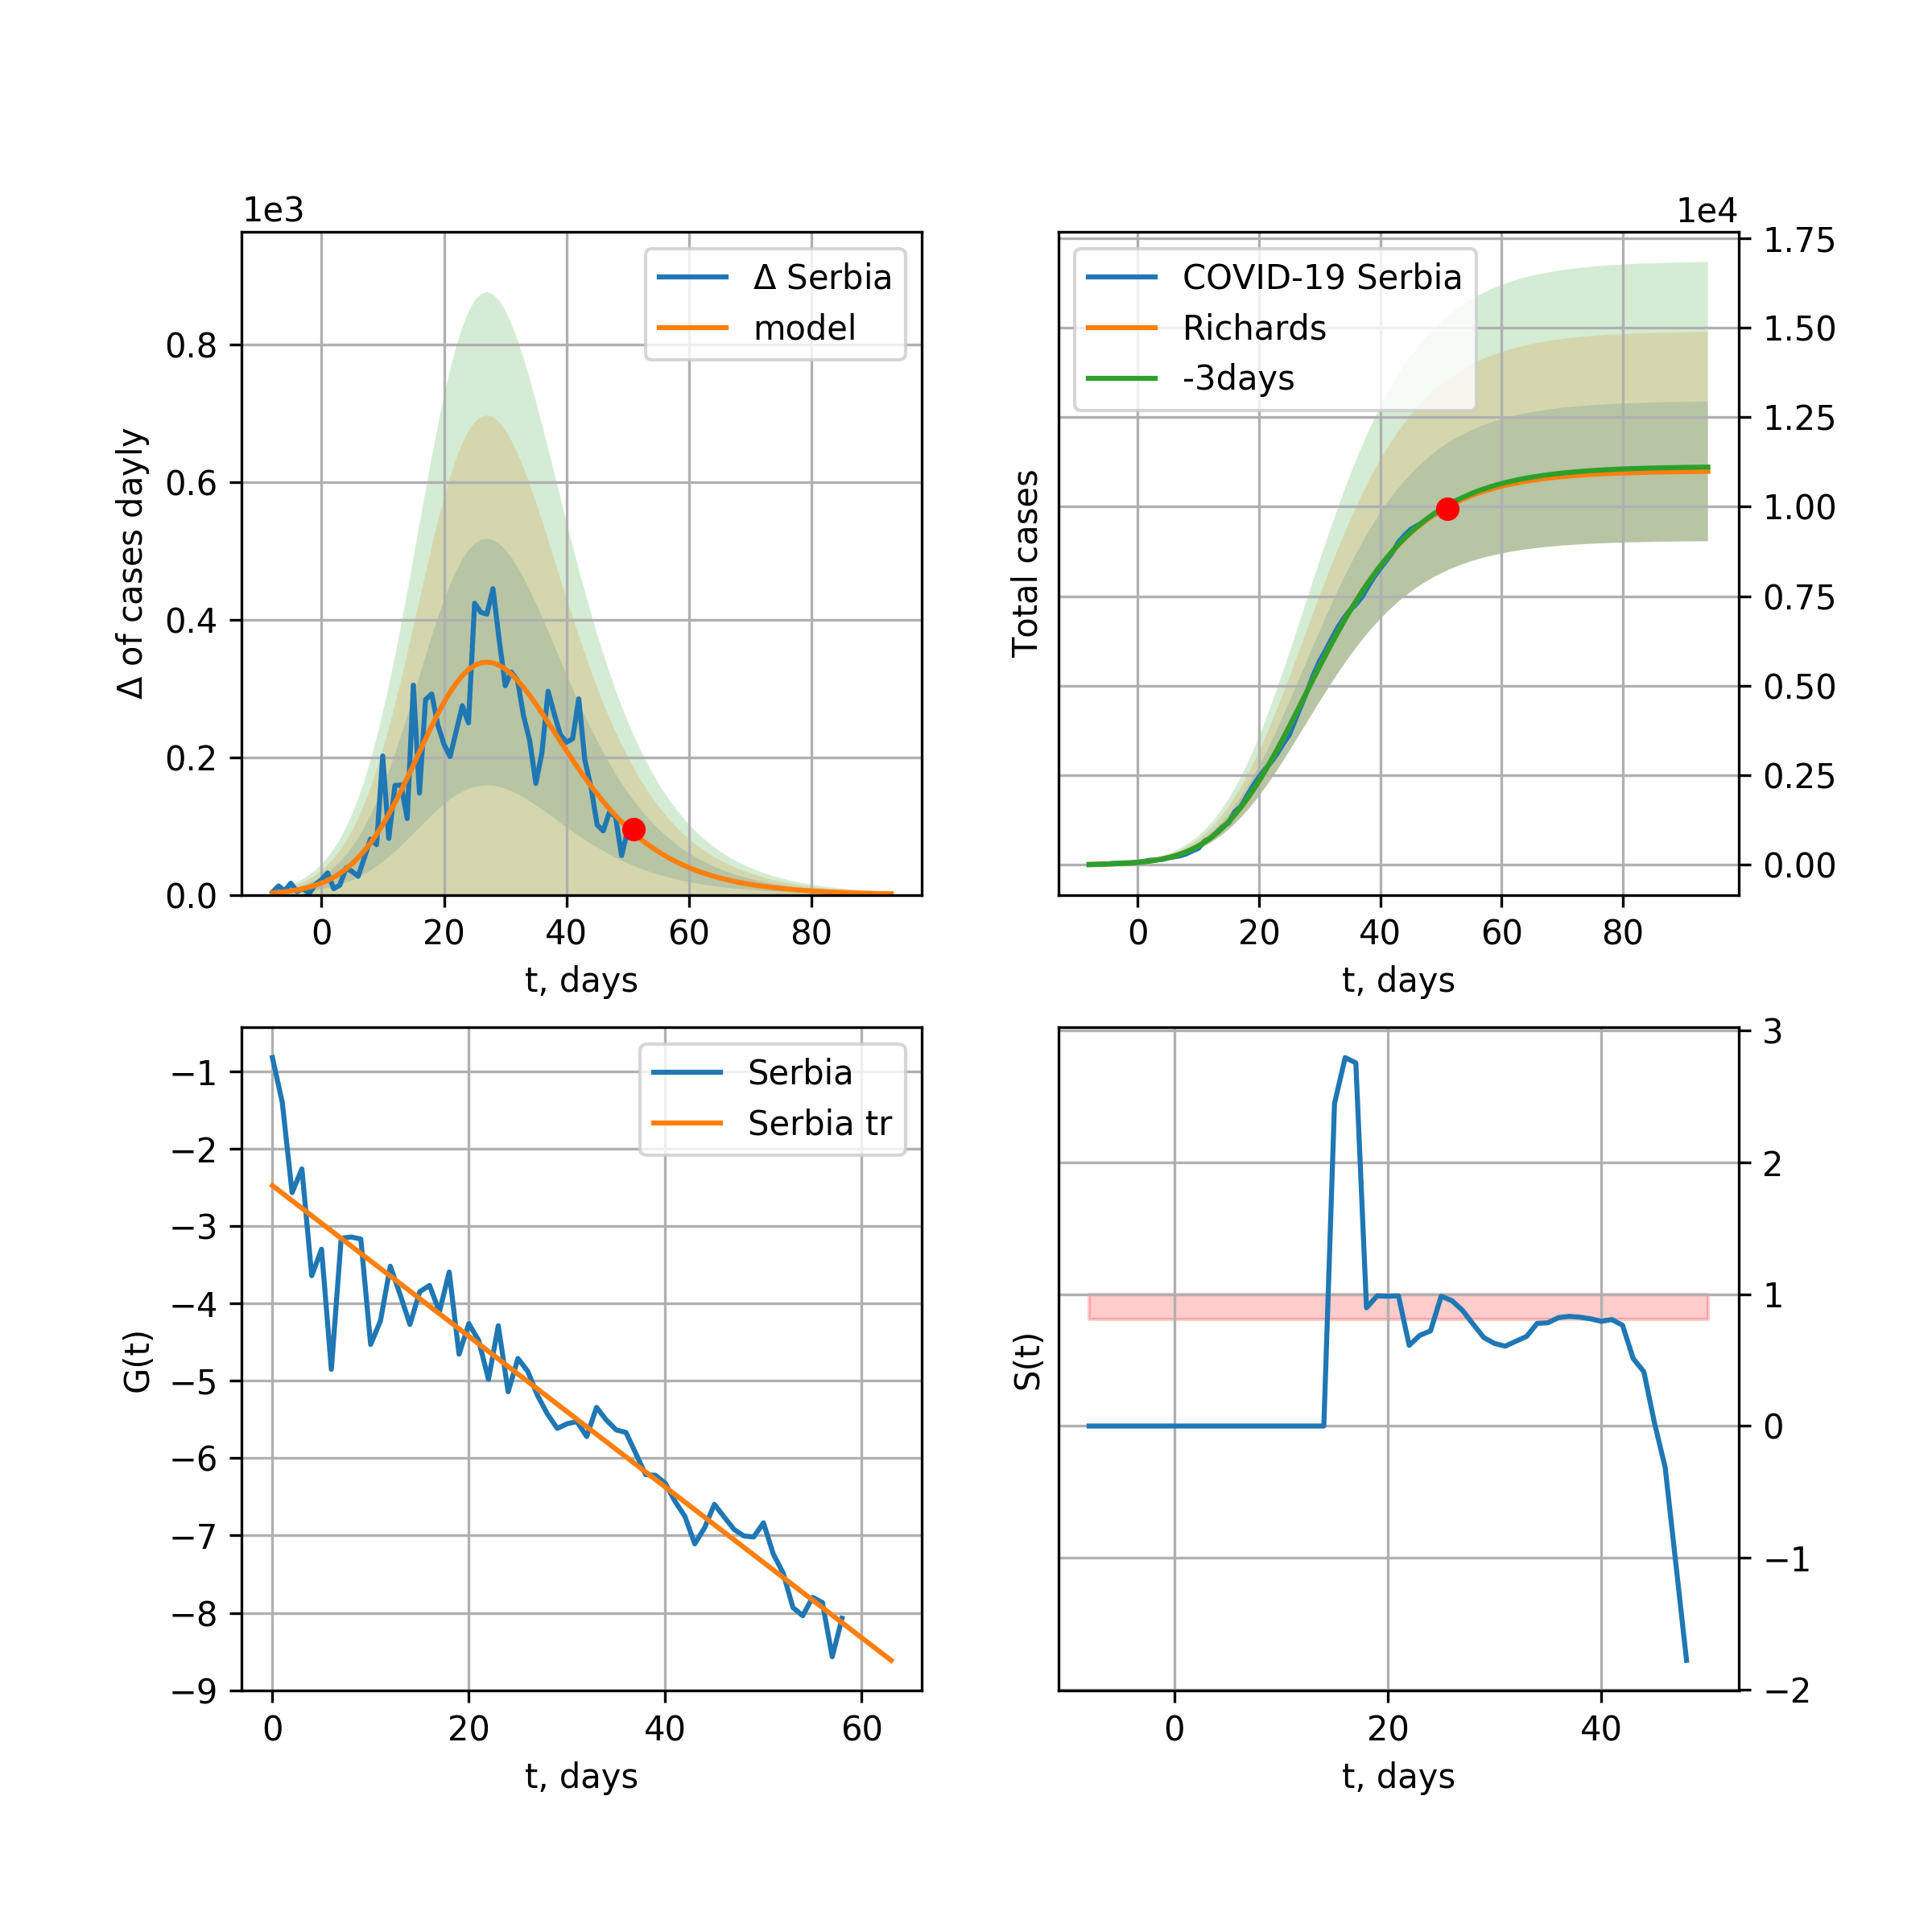 1e3
Δ of cases dayly
0.8
0.6
0.4
0.2
0.0
Δ Serbia
model
0 20 40 60 80
t, days
1e4
Total cases
COVID-19 Serbia
Richards
-3days
1.75
1.50
1.25
1.00
0.75
0.50
0.25
0.00
0 20 40 60 80
t, days
G(t)
−1
−2
−3
−4
−5
−6
−7
−8
−9
Serbia
Serbia tr
0 20 40 60
t, days
S(t)
3
2
1
0
−1
−2
0 20 40
t, days